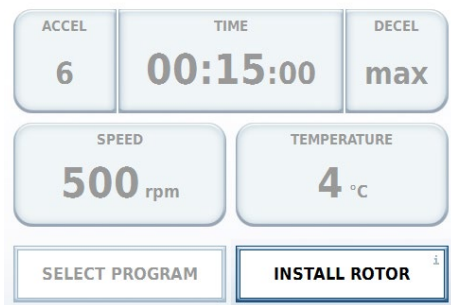 ACCEL TIME DECEL
6 00:15:00 max
SPEED TEMPERATURE
500 rpm 4 °C
i
SELECT PROGRAM INSTALL ROTOR